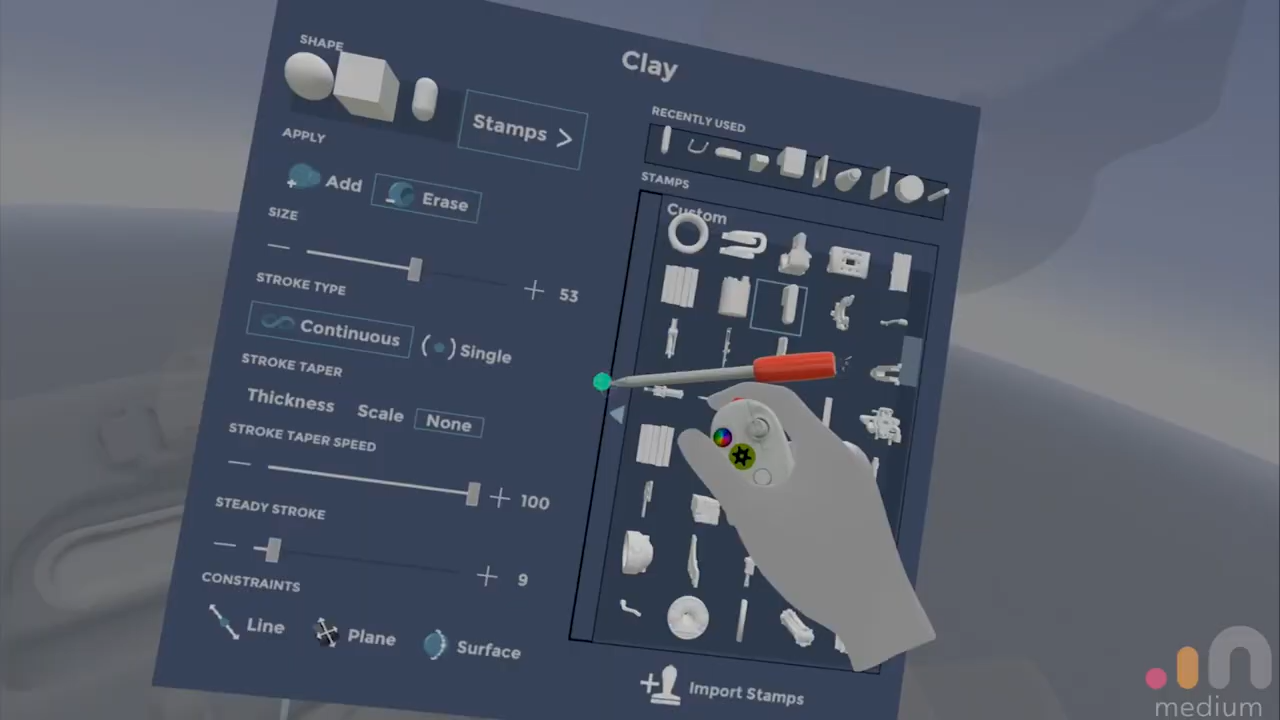 SHAPE
Clay
Stamps >
RECENTLY USED
APPLY
Add
Erase
STAMPS
Custom
SIZE
53
STROKE TYPE
Continuous
Single
STROKE TAPER
Thickness
Scale
None
STROKE TAPER SPEED
100
STEADY STROKE
9
CONSTRAINTS
Line
Plane
Surface
Import Stamps
medium